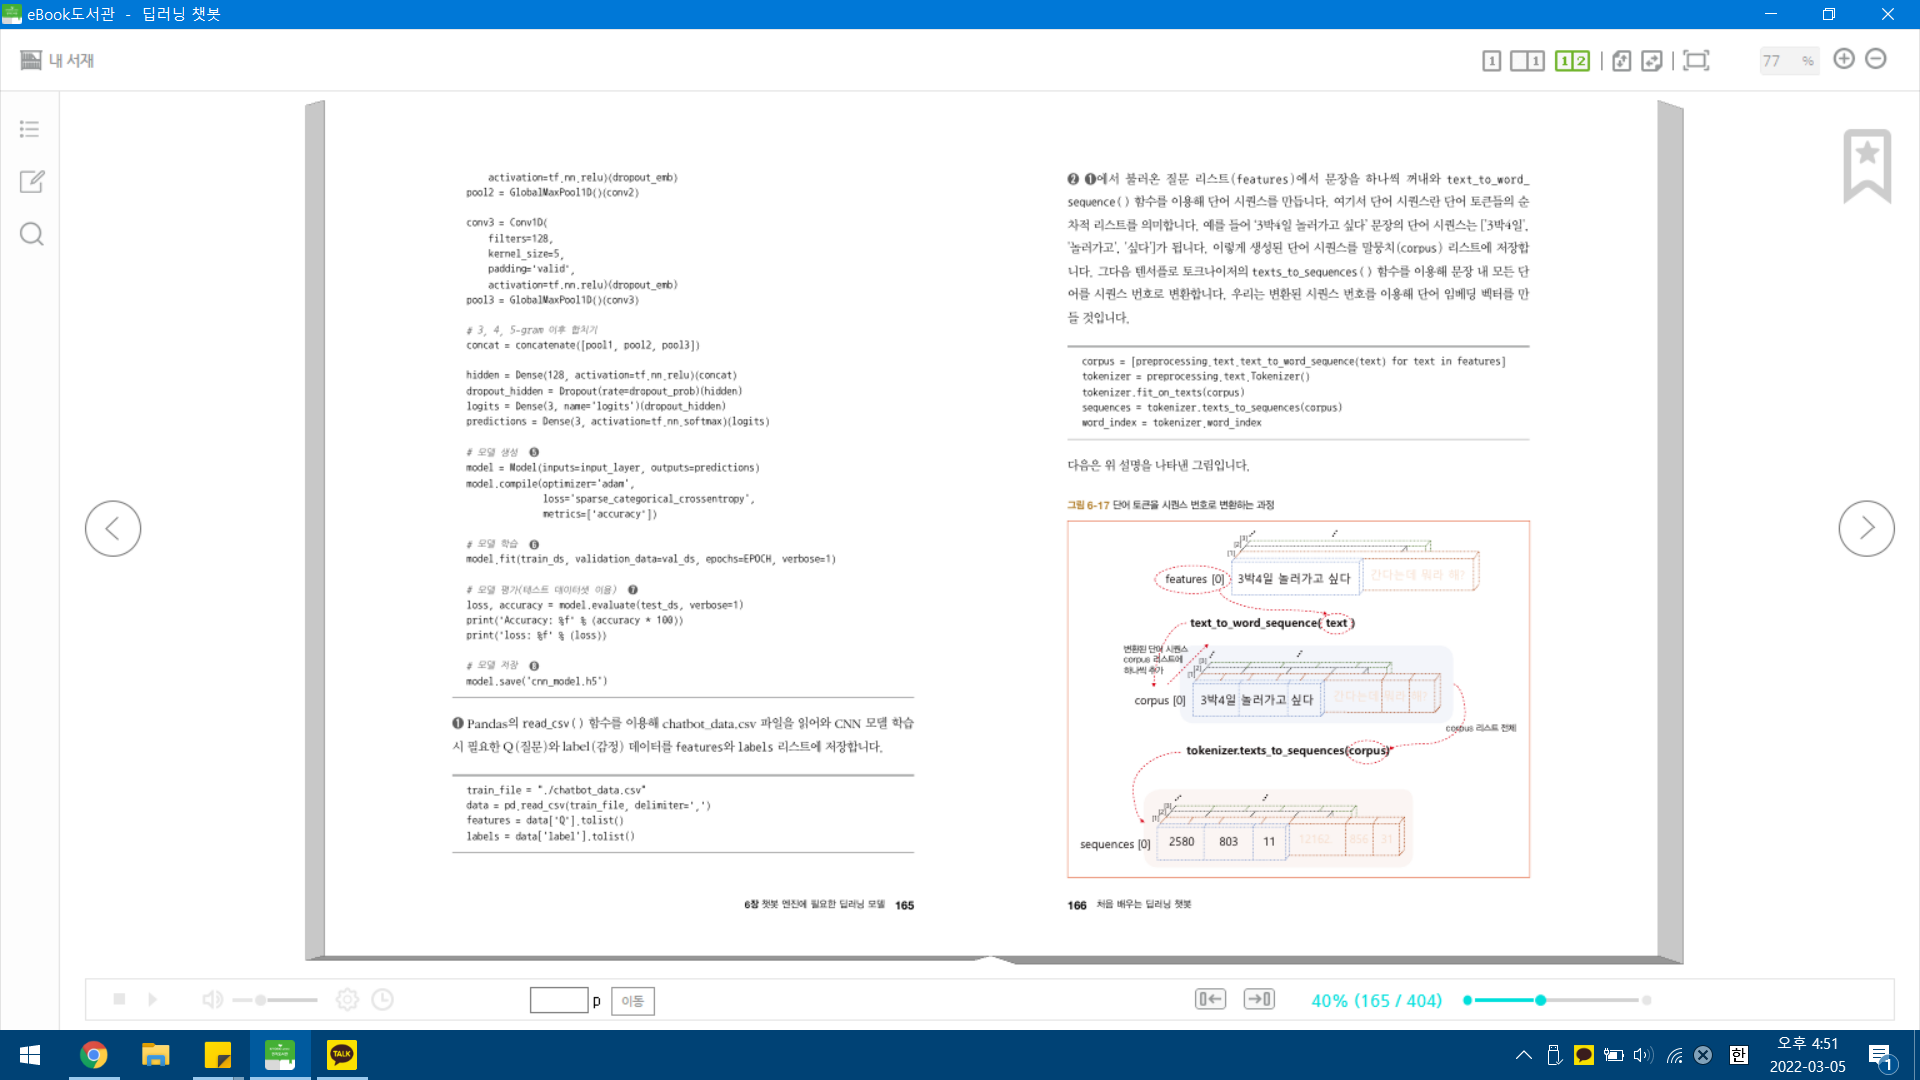 eBook도서관 - 딥러닝 챗봇
내 서재
1 1 1 2
77 %
activation=tf.nn.relu)(dropout_emb)
pool2 = GlobalMaxPool1D()(conv2)
conv3 = Conv1D(
filters=128,
kernel_size=5,
padding='valid',
activation=tf.nn.relu)(dropout_emb)
pool3 = GlobalMaxPool1D()(conv3)
# 3, 4, 5-gram 이후 합치기
concat = concatenate([pool1, pool2, pool3])
hidden = Dense(128, activation=tf.nn.relu)(concat)
dropout_hidden = Dropout(rate=dropout_prob)(hidden)
logits = Dense(3, name='logits')(dropout_hidden)
predictions = Dense(3, activation=tf.nn.softmax)(logits)
# 모델 생성 ❺
model = Model(inputs=input_layer, outputs=predictions)
model.compile(optimizer='adam',
loss='sparse_categorical_crossentropy',
metrics=['accuracy'])
# 모델 학습 ❻
model.fit(train_ds, validation_data=val_ds, epochs=EPOCH, verbose=1)
# 모델 평가(테스트 데이터셋 이용) ❼
loss, accuracy = model.evaluate(test_ds, verbose=1)
print('Accuracy: %f' % (accuracy * 100))
print('loss: %f' % (loss))
# 모델 저장 ❽
model.save('cnn_model.h5')
❶ Pandas의 read_csv() 함수를 이용해 chatbot_data.csv 파일을 읽어와 CNN 모델 학습
시 필요한 Q(질문)와 label(감정) 데이터를 features와 labels 리스트에 저장합니다.
train_file = "./chatbot_data.csv"
data = pd.read_csv(train_file, delimiter=',')
features = data['Q'].tolist()
labels = data['label'].tolist()
6장 챗봇 엔진에 필요한 딥러닝 모델 165
❷ ❶에서 불러온 질문 리스트(features)에서 문장을 하나씩 꺼내와 text_to_word_
sequence() 함수를 이용해 단어 시퀀스를 만듭니다. 여기서 단어 시퀀스란 단어 토큰들의 순
차적 리스트를 의미합니다. 예를 들어 '3박4일 놀러가고 싶다' 문장의 단어 시퀀스는 ['3박4일',
'놀러가고', '싶다']가 됩니다. 이렇게 생성된 단어 시퀀스를 말뭉치(corpus) 리스트에 저장합
니다. 그다음 텐서플로 토크나이저의 texts_to_sequences() 함수를 이용해 문장 내 모든 단
어를 시퀀스 번호로 변환합니다. 우리는 변환된 시퀀스 번호를 이용해 단어 임베딩 벡터를 만
들 것입니다.
corpus = [preprocessing.text.text_to_word_sequence(text) for text in features]
tokenizer = preprocessing.text.Tokenizer()
tokenizer.fit_on_texts(corpus)
sequences = tokenizer.texts_to_sequences(corpus)
word_index = tokenizer.word_index
다음은 위 설명을 나타낸 그림입니다.
그림 6-17 단어 토큰을 시퀀스 번호로 변환하는 과정
[3]
[2]
[1]
features [0] 3박4일 놀러가고 싶다 간다는데 뭐라 해?
text_to_word_sequence( text )
변환된 단어 시퀀스
corpus 리스트에
하나씩 추가
[3]
[2]
[1]
corpus [0] 3박4일 놀러가고 싶다 간다는데 뭐라 해?
corpus 리스트 전체
tokenizer.texts_to_sequences(corpus)
[3]
[2]
[1]
sequences [0] 2580 803 11 12162 856 31
166 처음 배우는 딥러닝 챗봇
p 이동
40% (165 / 404)
TALK
한
오후 4:51
2022-03-05
1